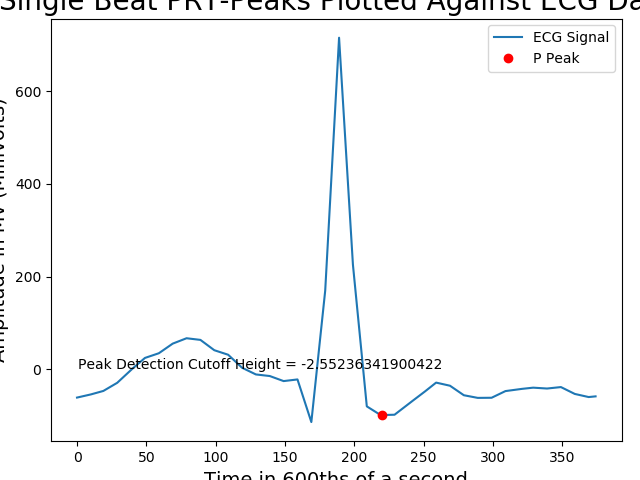 Single Beat PRT-Peaks Plotted Against ECG Da
ECG Signal
P Peak
Amplitude in MV (MilliVolts)
600
400
200
0
Peak Detection Cutoff Height = -2.55236341900422
0 50 100 150 200 250 300 350
Time in 600ths of a second